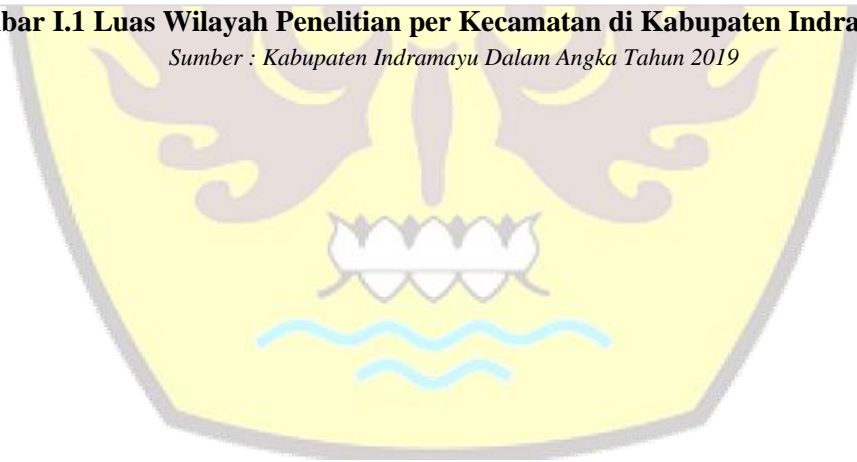 bar I.1 Luas Wilayah Penelitian per Kecamatan di Kabupaten Indra
Sumber : Kabupaten Indramayu Dalam Angka Tahun 2019